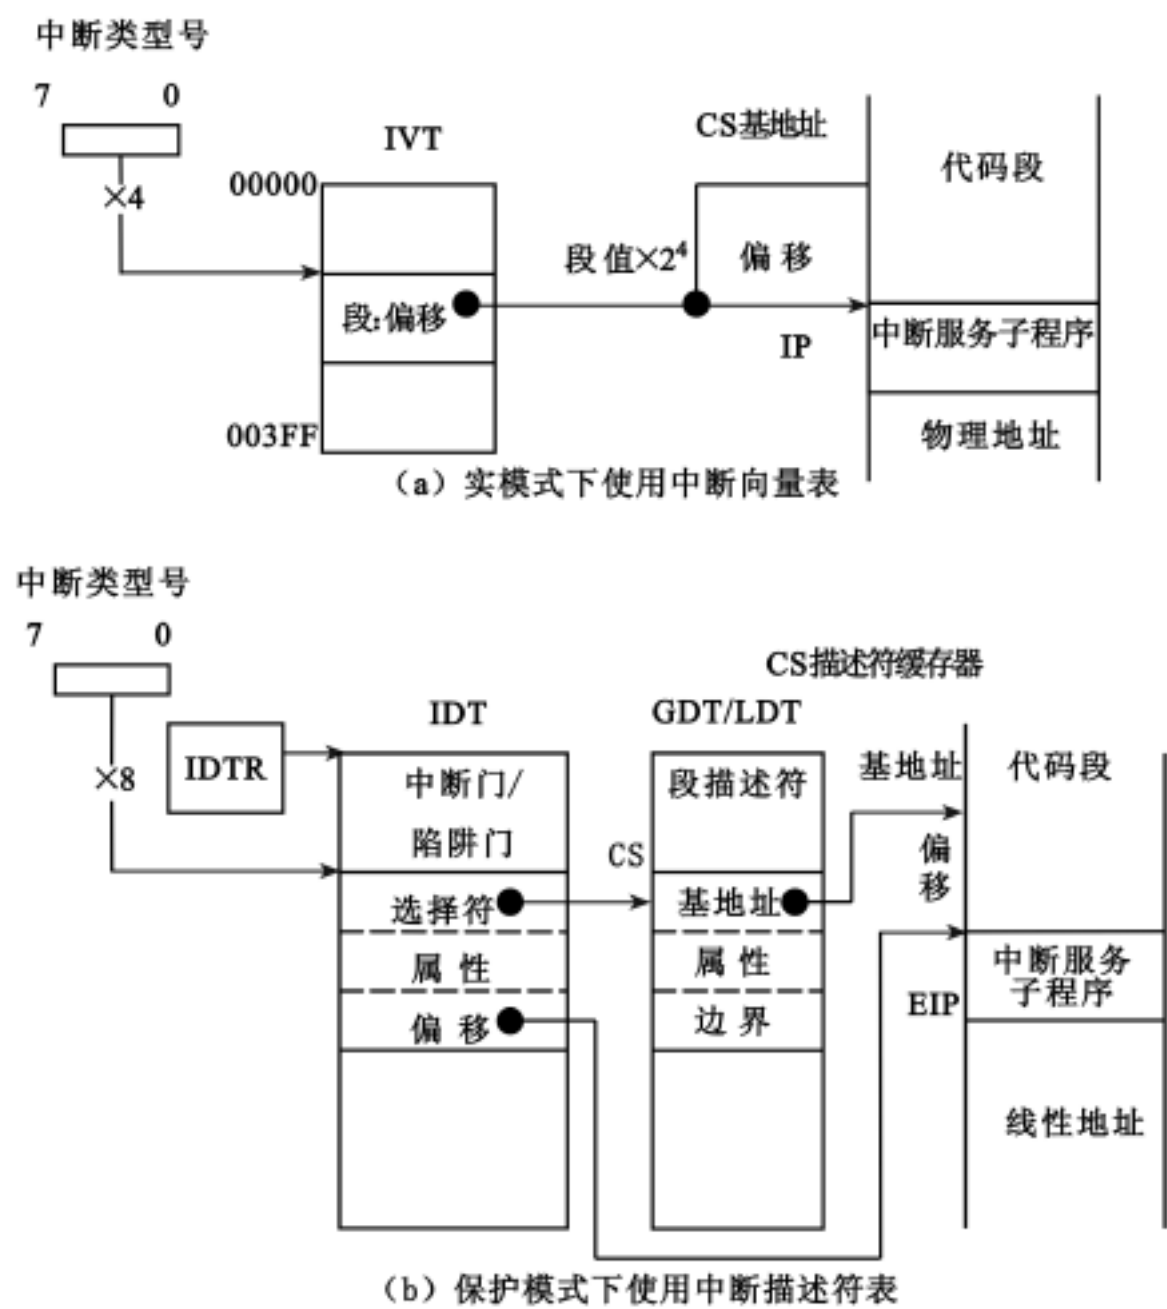 中断类型号
7 0
IVT
CS基地址
代码段
00000
×4
段值×2⁴
偏移
段:偏移
IP
中断服务子程序
003FF
物理地址
(a) 实模式下使用中断向量表
中断类型号
7 0
CS描述符缓存器
IDT
GDT/LDT
IDTR
×8
中断门/
陷阱门
段描述符
基地址
代码段
CS
偏
移
选择符
基地址
属性
属性
中断服务
子程序
EIP
偏移
边界
线性地址
(b) 保护模式下使用中断描述符表